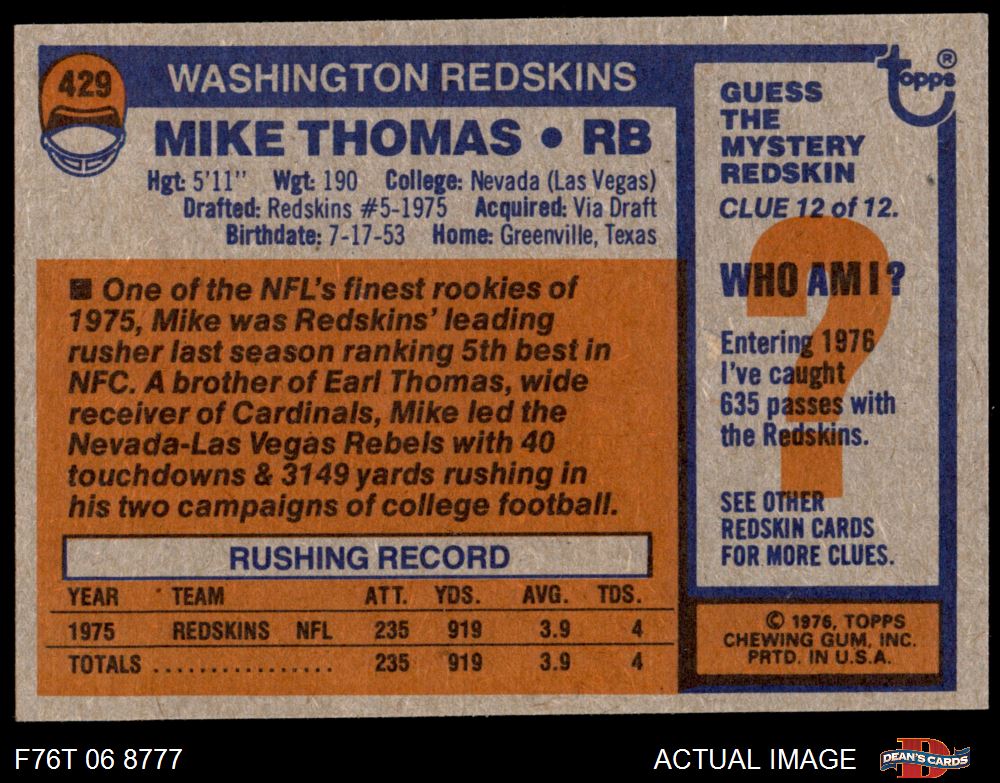 429
WASHINGTON REDSKINS
MIKE THOMAS • RB
Hgt: 5'11" Wgt: 190 College: Nevada (Las Vegas)
Drafted: Redskins #5-1975 Acquired: Via Draft
Birthdate: 7-17-53 Home: Greenville, Texas
■ One of the NFL's finest rookies of
1975, Mike was Redskins' leading
rusher last season ranking 5th best in
NFC. A brother of Earl Thomas, wide
receiver of Cardinals, Mike led the
Nevada-Las Vegas Rebels with 40
touchdowns & 3149 yards rushing in
his two campaigns of college football.
RUSHING RECORD
YEAR TEAM ATT. YDS. AVG. TDS.
1975 REDSKINS NFL 235 919 3.9 4
TOTALS ................ 235 919 3.9 4
topps®
GUESS
THE
MYSTERY
REDSKIN
CLUE 12 of 12.
?
WHO AM I?
Entering 1976
I've caught
635 passes with
the Redskins.
SEE OTHER
REDSKIN CARDS
FOR MORE CLUES.
© 1976, TOPPS
CHEWING GUM, INC.
PRTD. IN U.S.A.
F76T 06 8777
ACTUAL IMAGE
D
DEAN'S CARDS